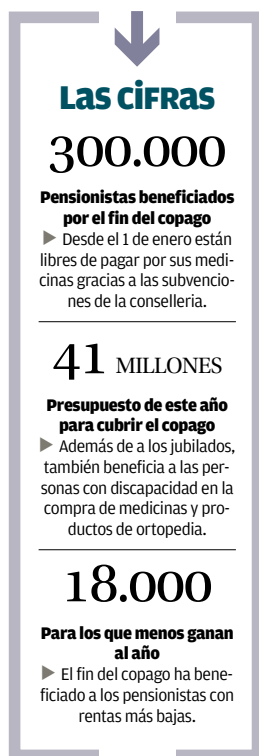 Las cifras
300.000
Pensionistas beneficiados
por el fin del copago
▶ Desde el 1 de enero están
libres de pagar por sus medi-
cinas gracias a las subvencio-
nes de la conselleria.
41 MILLONES
Presupuesto de este año
para cubrir el copago
▶ Además de a los jubilados,
también beneficia a las per-
sonas con discapacidad en la
compra de medicinas y pro-
ductos de ortopedia.
18.000
Para los que menos ganan
al año
▶ El fin del copago ha bene-
ficiado a los pensionistas con
rentas más bajas.